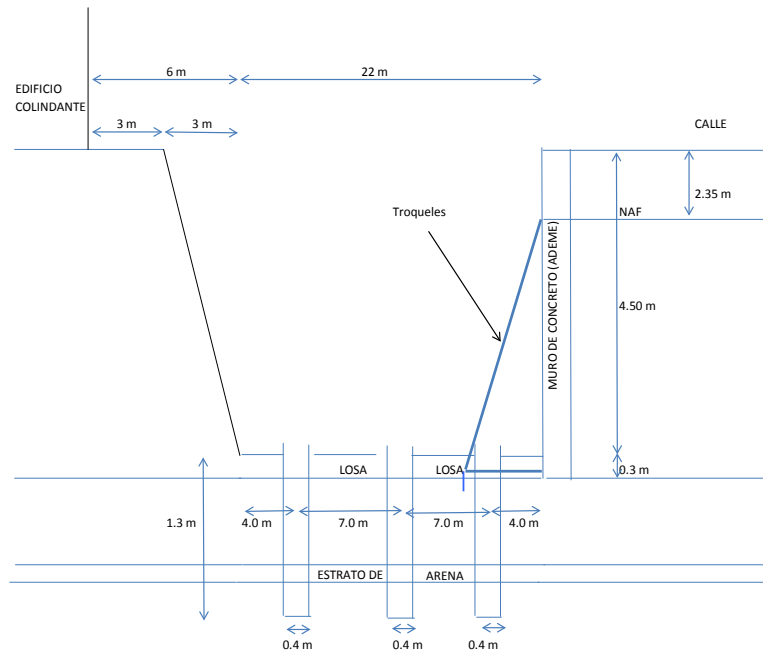 6 m
22 m
EDIFICIO
COLINDANTE
3 m
3 m
CALLE
2.35 m
Troqueles
NAF
MURO DE CONCRETO (ADEME)
4.50 m
LOSA
LOSA
0.3 m
1.3 m
4.0 m
7.0 m
7.0 m
4.0 m
ESTRATO DE
ARENA
0.4 m
0.4 m
0.4 m